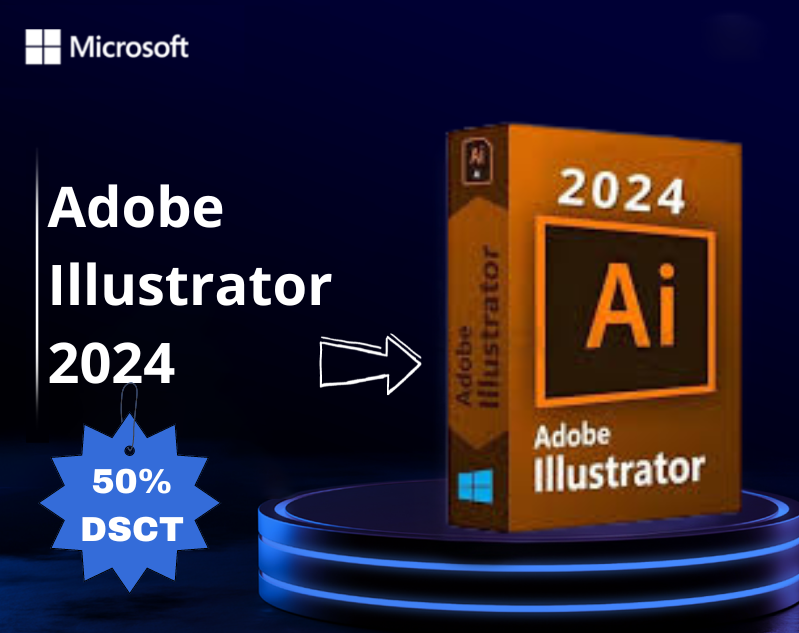 Microsoft
Adobe
Illustrator
2024
50%
DSCT
Ai
Adobe
Illustrator
2024
Ai
Adobe
Illustrator